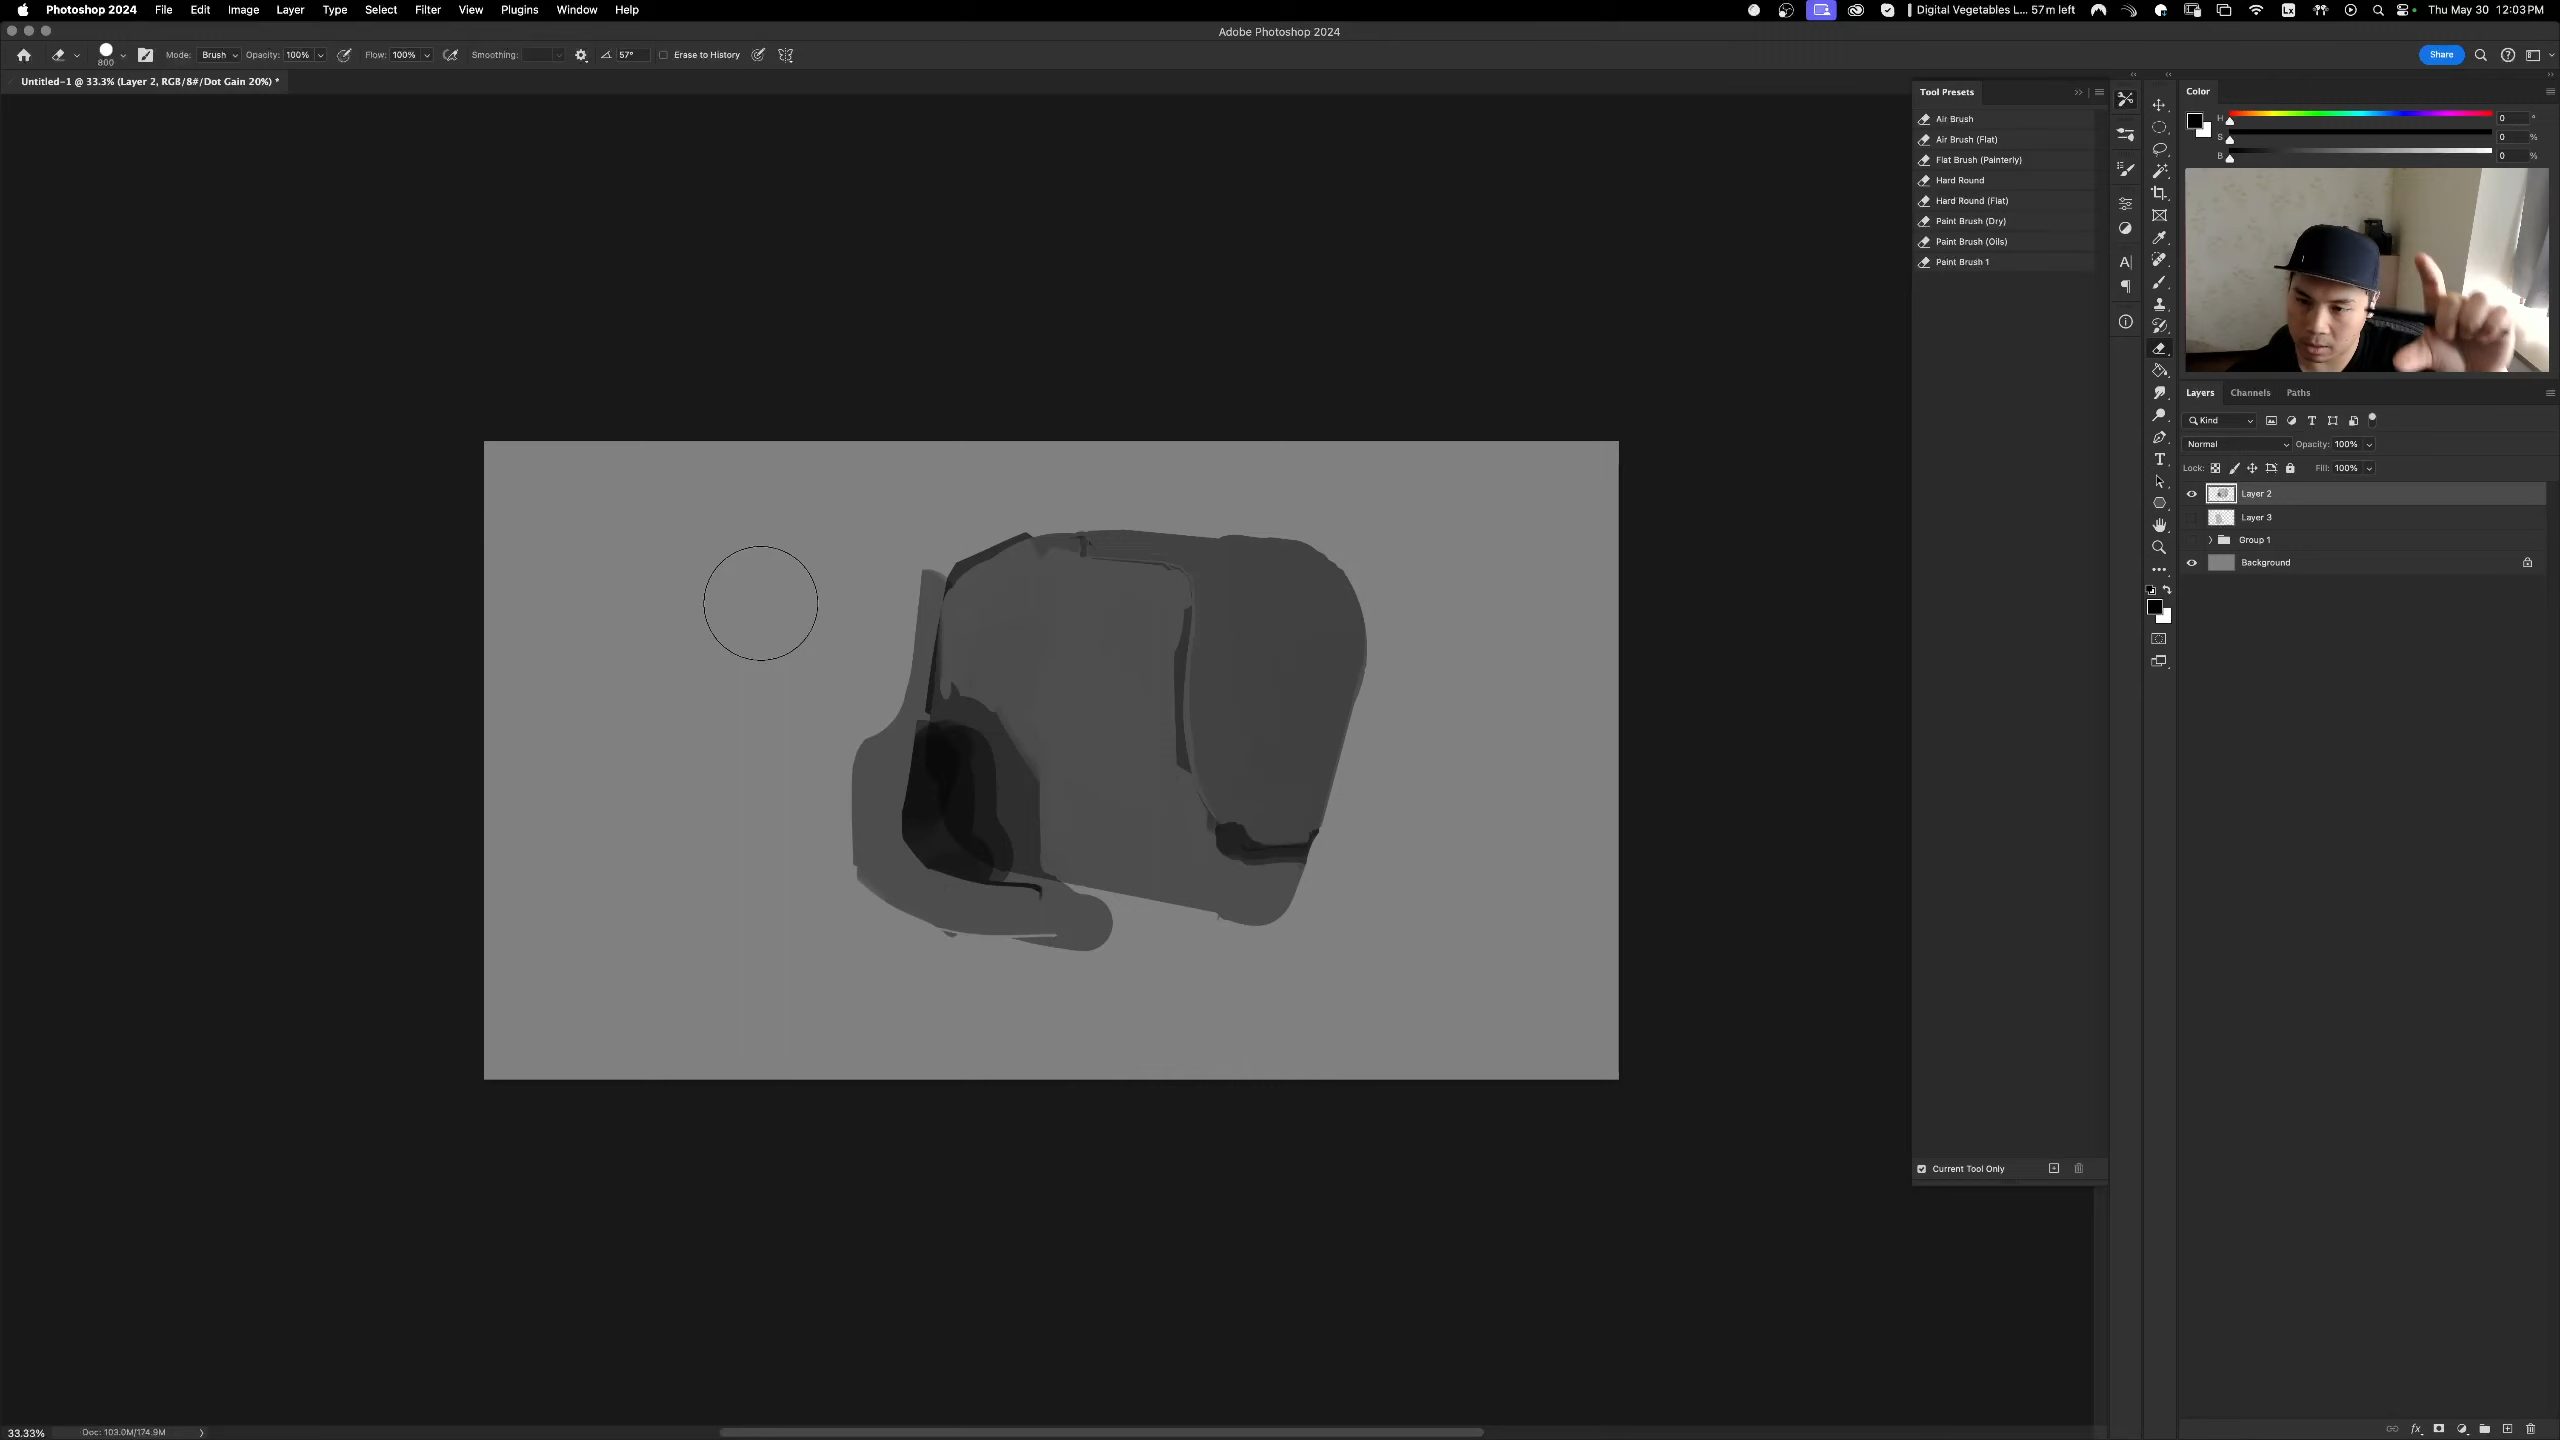 Photoshop 2024 File Edit Image Layer Type Select Filter View Plugins Window Help Digital Vegetables L... 57m left Thu May 30 12:03PM
Adobe Photoshop 2024
800 Mode: Brush Opacity: 100% Flow: 100% Smoothing: 57° Erase to History Share
Untitled-1 @ 33.3% (Layer 2, RGB/8#/Dot Gain 20%) *
Tool Presets
Air Brush
Air Brush (Flat)
Flat Brush (Painterly)
Hard Round
Hard Round (Flat)
Paint Brush (Dry)
Paint Brush (Oils)
Paint Brush 1
Current Tool Only
Color
H 0 °
S 0 %
B 0 %
Layers Channels Paths
Kind
Normal Opacity: 100%
Lock: Fill: 100%
Layer 2
Layer 3
Group 1
Background
33.33% Doc: 103.0M/174.9M